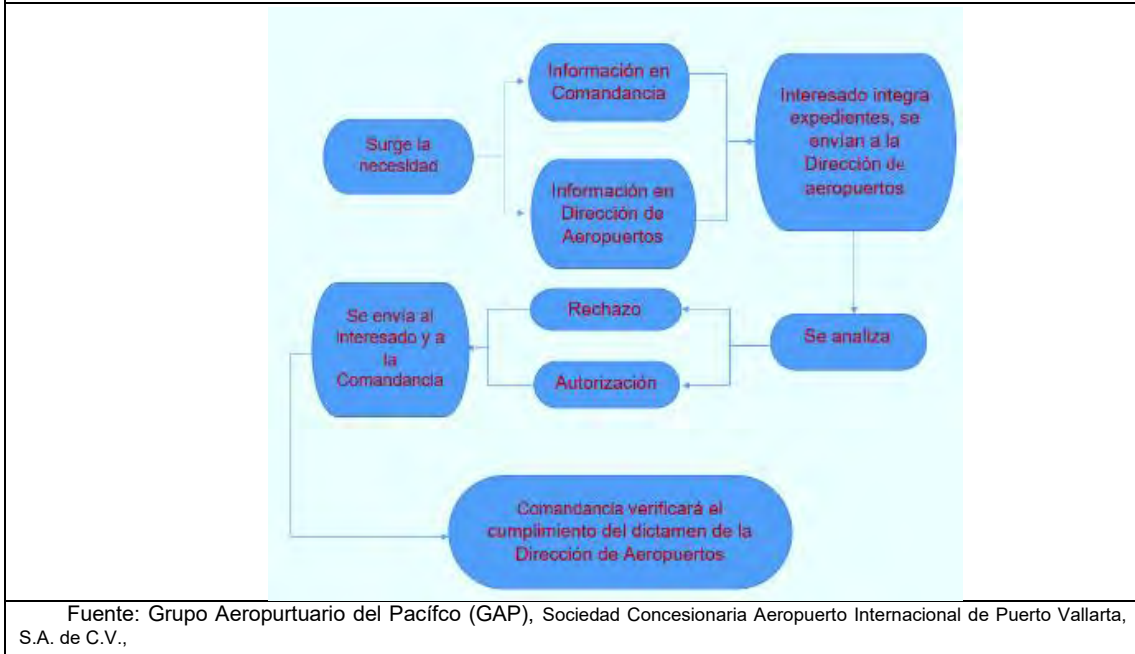 Surge la
necesidad
Información en
Comandancia
Información en
Dirección de
Aeropuertos
Interesado integra
expedientes, se
envían a la
Dirección de
aeropuertos
Se analiza
Rechazo
Autorización
Se envía al
interesado y a
la
Comandancia
Comandancia verificará el
cumplimiento del dictamen de la
Dirección de Aeropuertos
Fuente: Grupo Aeropurtuario del Pacífco (GAP), Sociedad Concesionaria Aeropuerto Internacional de Puerto Vallarta,
S.A. de C.V.,